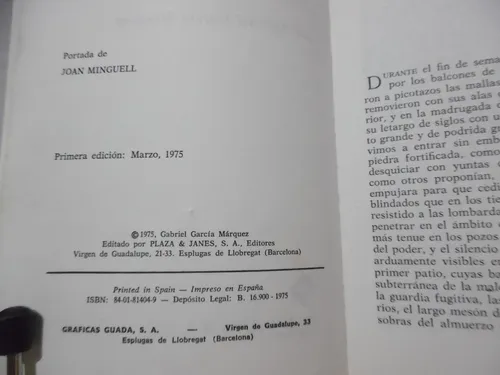 Portada de
JOAN MINGUELL
Primera edición: Marzo, 1975
©1975, Gabriel García Márquez
Editado por PLAZA & JANES, S. A., Editores
Virgen de Guadalupe, 21-33. Esplugas de Llobregat (Barcelona)
Printed in Spain — Impreso en España
ISBN: 84-01-81404-9 — Depósito Legal: B. 16.900 - 1975
GRAFICAS GUADA, S. A. — Virgen de Guadalupe, 33
Esplugas de Llobregat (Barcelona)
DURANTE el fin de sema
por los balcones de
ron a picotazos las mallas
removieron con sus alas
rior, y en la madrugada
su letargo de siglos con u
to grande y de podrida g
vimos a entrar sin emb
piedra fortificada, como
desquiciar con yuntas
como otros proponían,
empujara para que cedi
blindados que en los tie
resistido a las lombarda
penetrar en el ámbito
más tenue en los pozos
del poder, y el silencio
arduamente visibles en
primer patio, cuyas ba
subterránea de la male
la guardia fugitiva, las
rios, el largo mesón d
sobras del almuerzo